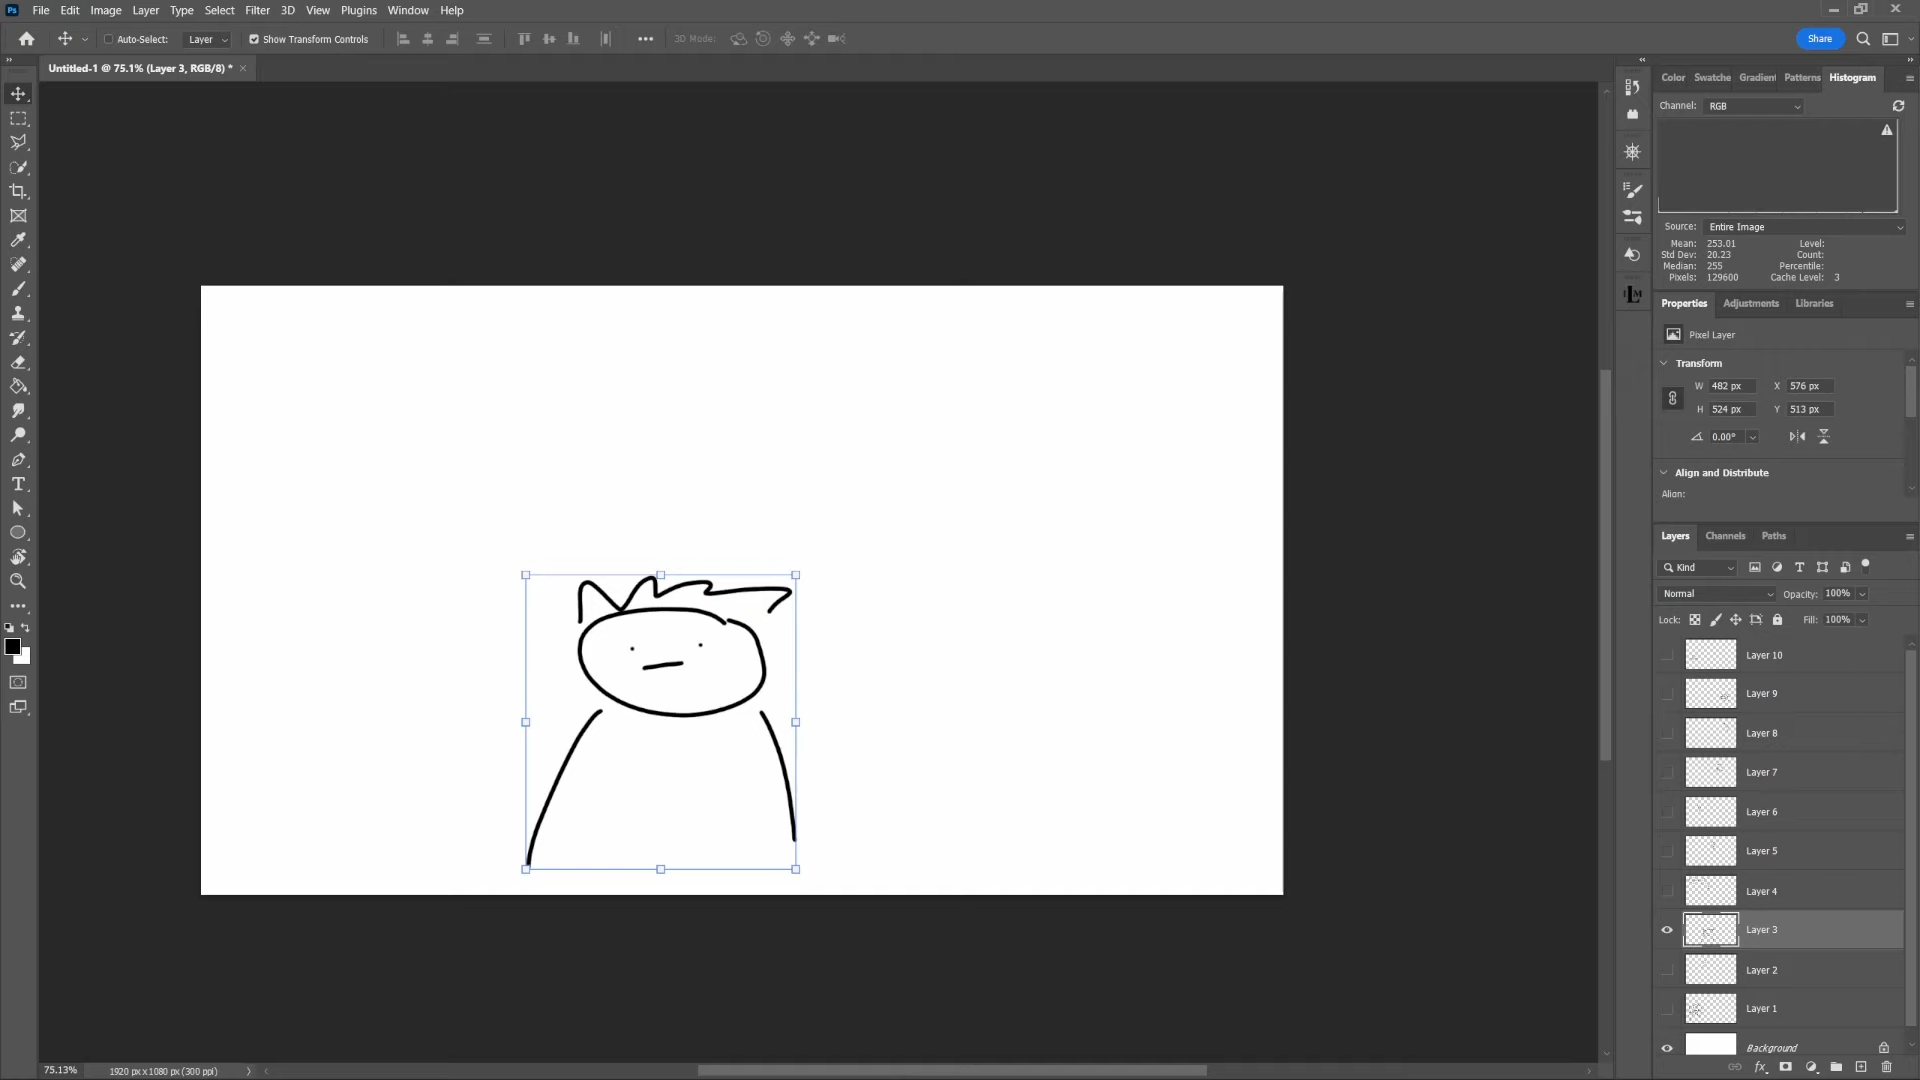 Ps File Edit Image Layer Type Select Filter 3D View Plugins Window Help
Auto-Select: Layer Show Transform Controls 3D Mode: Share
Untitled-1 @ 75.1% (Layer 3, RGB/8) *
Color Swatche Gradient Patterns Histogram
Channel: RGB
Source: Entire Image
Mean: 253.01 Level:
Std Dev: 20.23 Count:
Median: 255 Percentile:
Pixels: 129600 Cache Level: 3
Properties Adjustments Libraries
Pixel Layer
Transform
W 482 px X 576 px
H 524 px Y 513 px
0.00°
Align and Distribute
Align:
Layers Channels Paths
Kind
Normal Opacity: 100%
Lock: Fill: 100%
Layer 10
Layer 9
Layer 8
Layer 7
Layer 6
Layer 5
Layer 4
Layer 3
Layer 2
Layer 1
Background
75.13% 1920 px x 1080 px (300 ppi)
fx